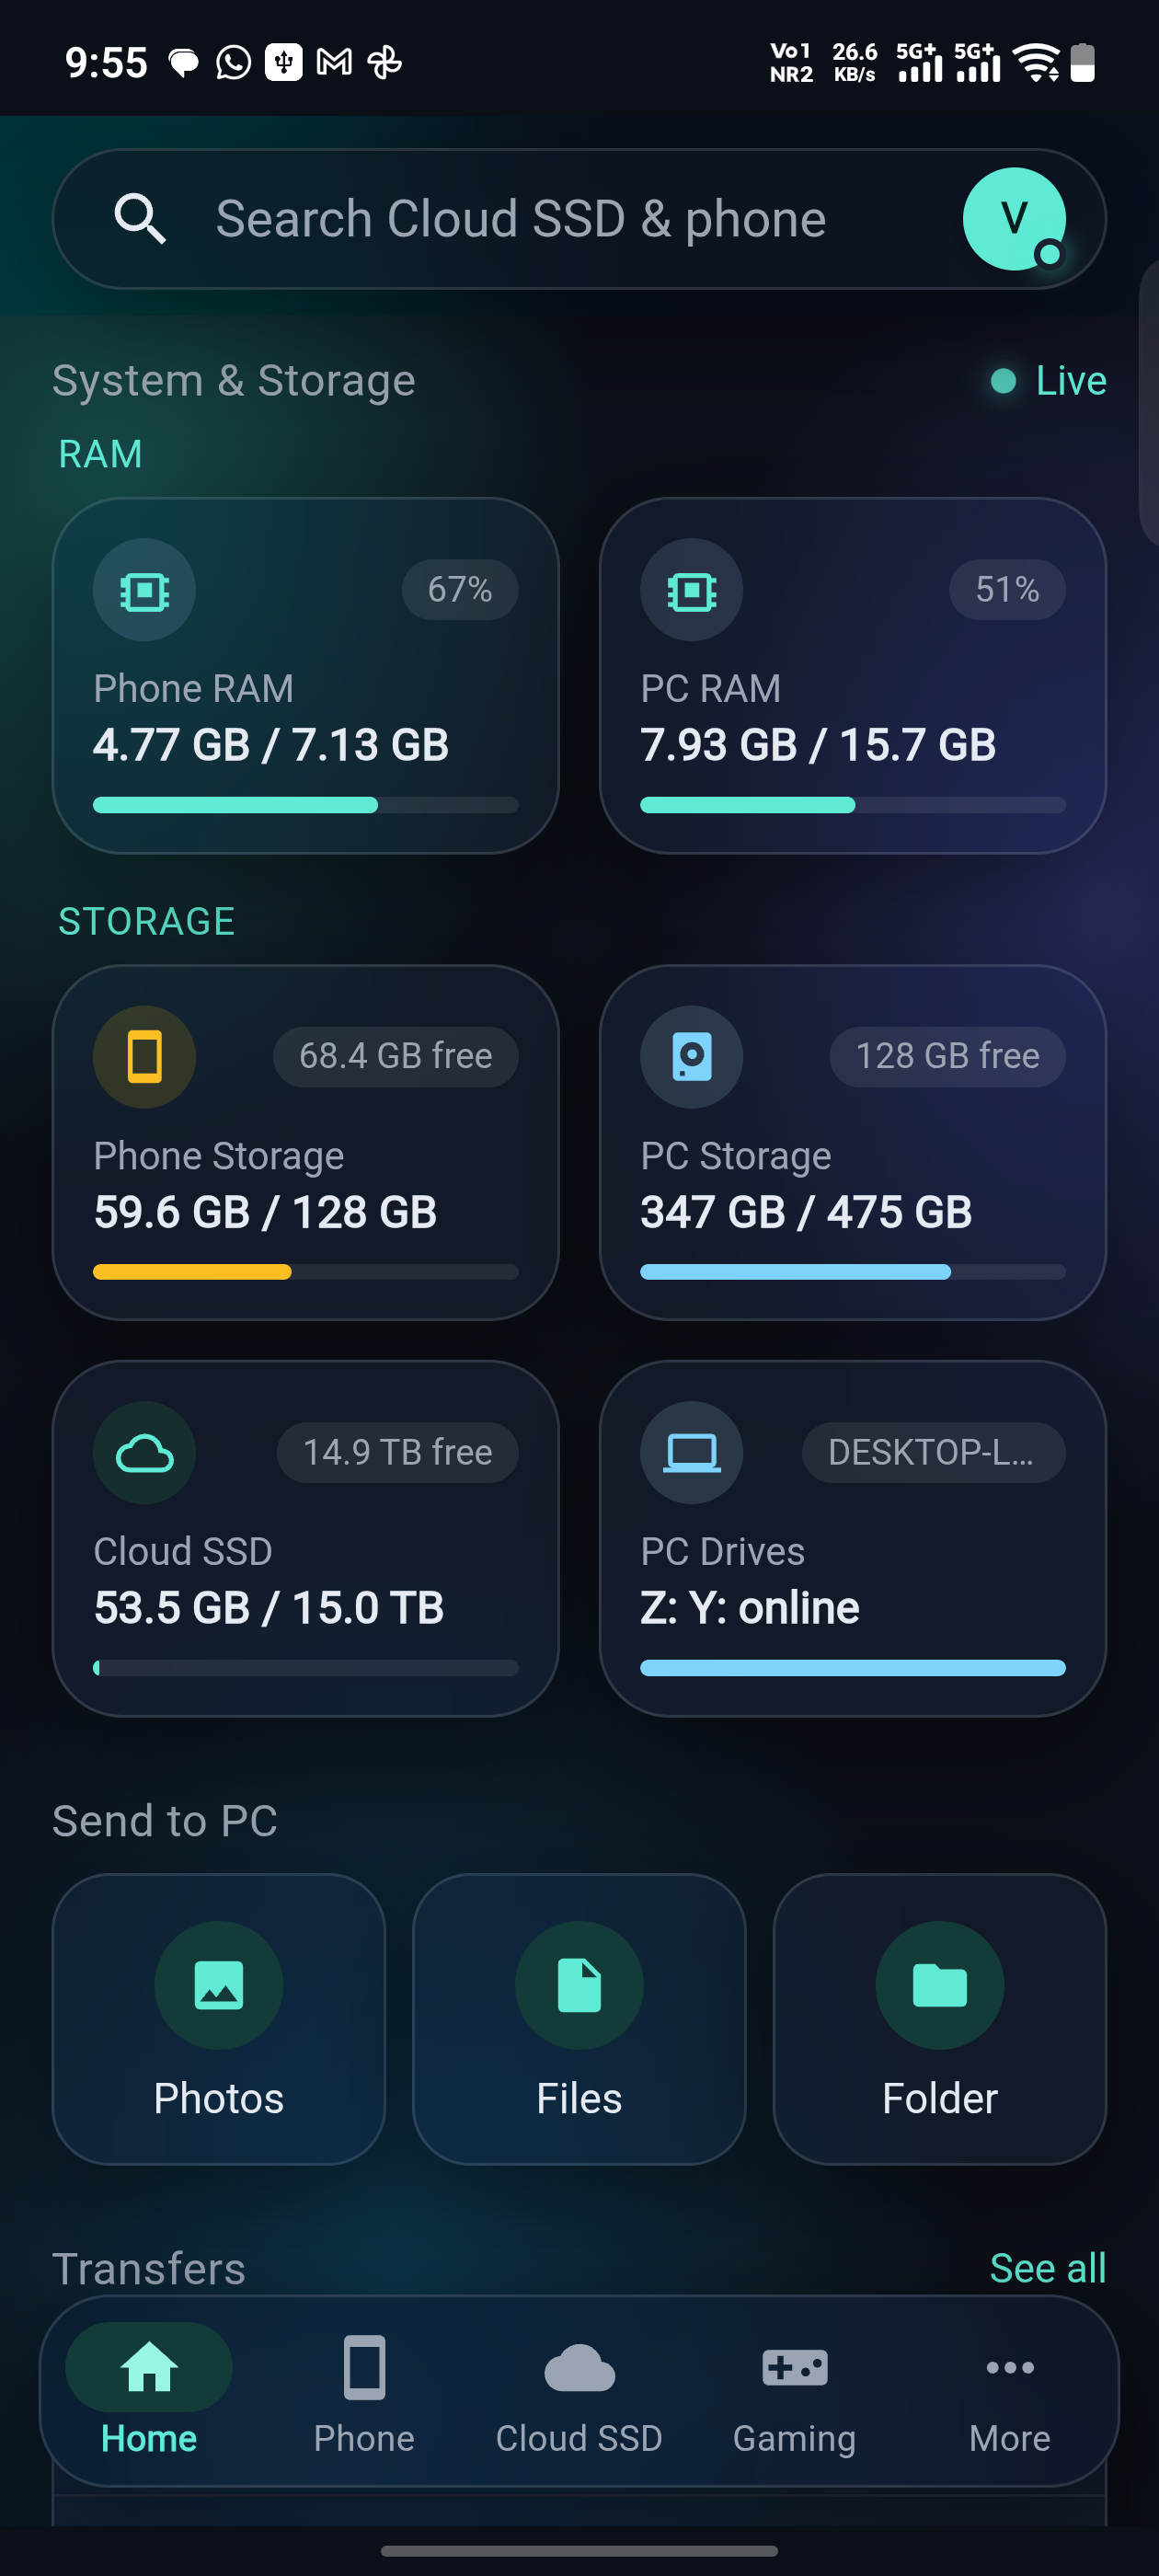 9:55
Vo 1 NR2 26.6 KB/s 5G+ 5G+
Search Cloud SSD & phone
V
System & Storage
Live
RAM
67%
Phone RAM
4.77 GB / 7.13 GB
51%
PC RAM
7.93 GB / 15.7 GB
STORAGE
68.4 GB free
Phone Storage
59.6 GB / 128 GB
128 GB free
PC Storage
347 GB / 475 GB
14.9 TB free
Cloud SSD
53.5 GB / 15.0 TB
DESKTOP-L...
PC Drives
Z: Y: online
Send to PC
Photos
Files
Folder
Transfers
See all
Home
Phone
Cloud SSD
Gaming
More